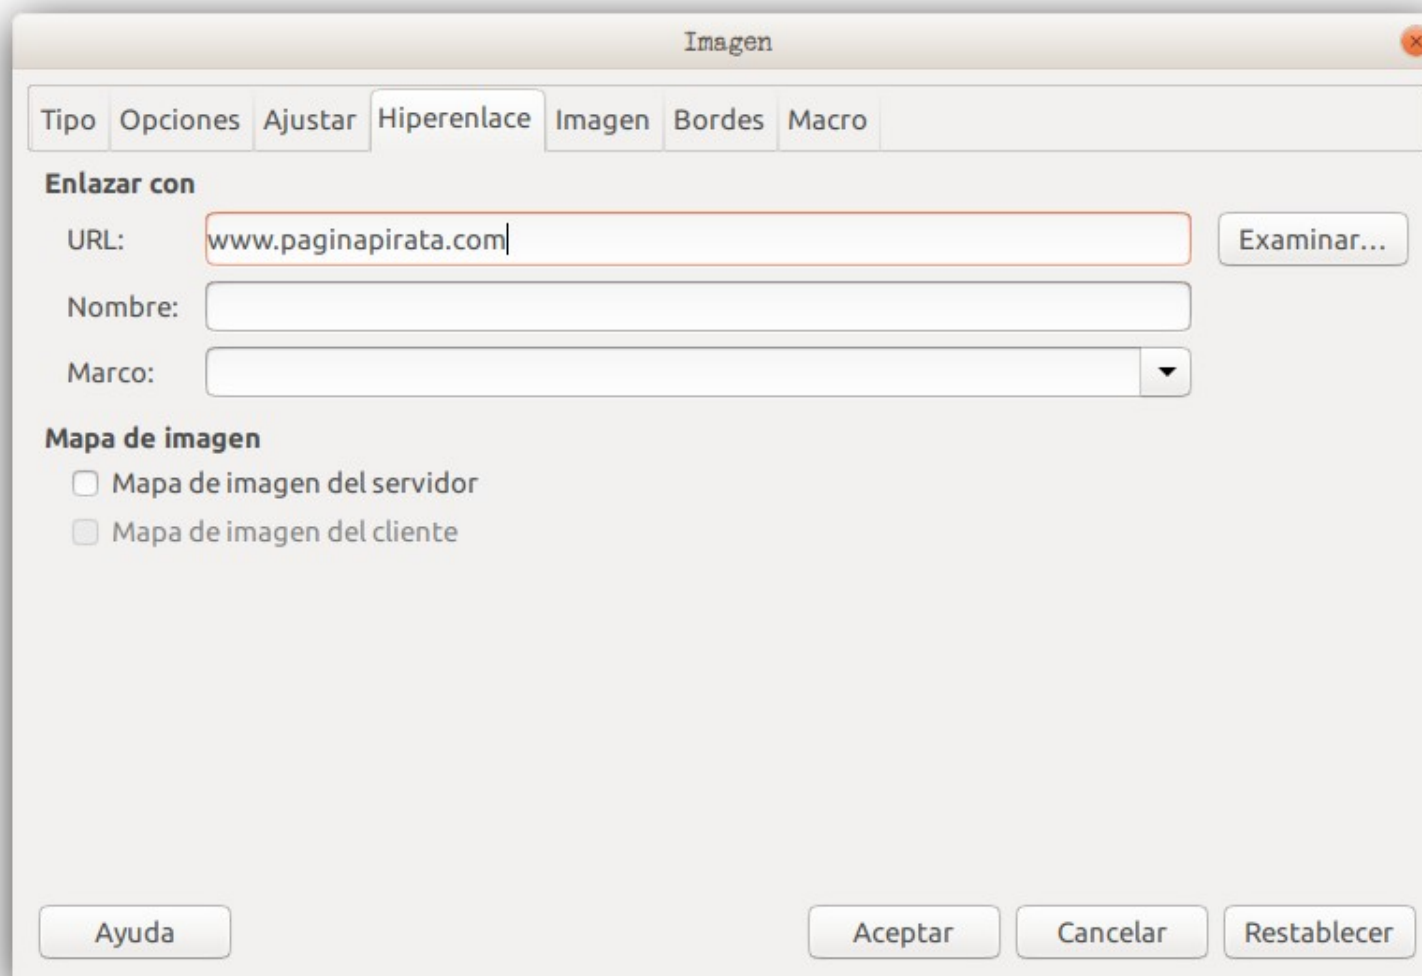 Imagen
Tipo Opciones Ajustar Hiperenlace Imagen Bordes Macro
Enlazar con
URL: www.paginapirata.com Examinar...
Nombre:
Marco:
Mapa de imagen
Mapa de imagen del servidor
Mapa de imagen del cliente
Ayuda Aceptar Cancelar Restablecer